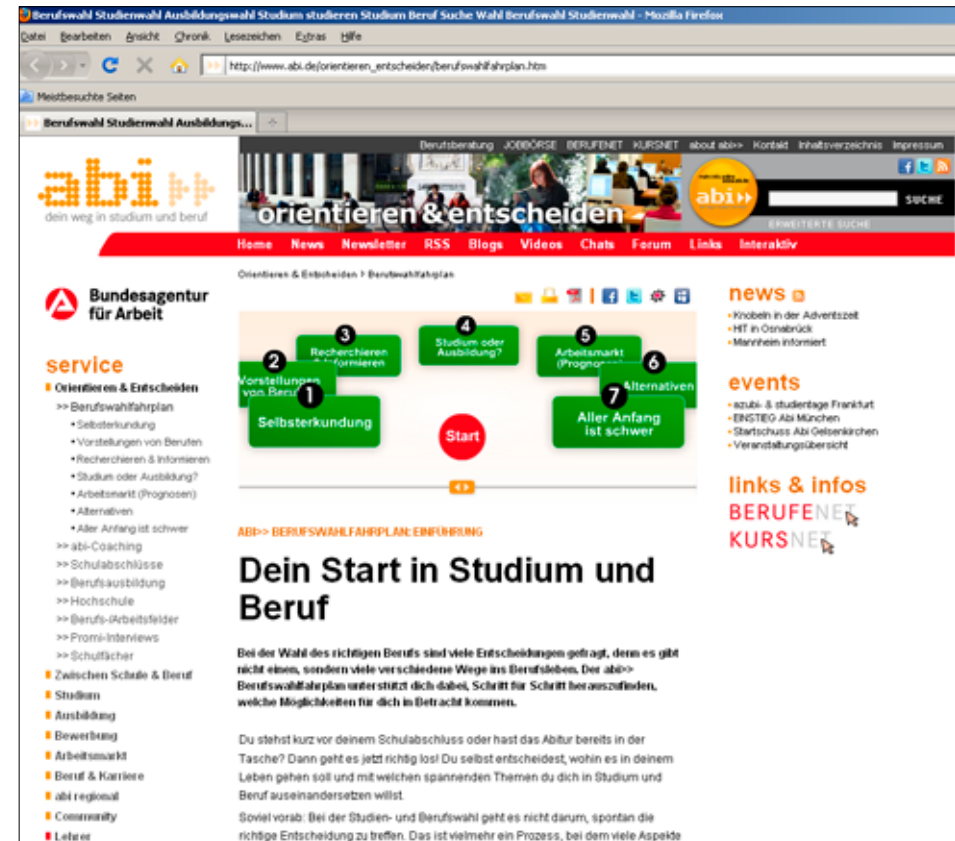 Berufswahl Studienwahl Ausbildungswahl Studium studieren Studium Beruf Suche Wahl Berufswahl Studienwahl - Mozilla Firefox
Datei Bearbeiten Ansicht Chronik Lesezeichen Extras Hilfe
http://www.abi.de/orientieren_entscheiden/berufswahlfahrplan.htm
Meistbesuchte Seiten
Berufswahl Studienwahl Ausbildungs...
Berufsberatung JOBBÖRSE BERUFENET KURSNET about abi>> Kontakt Inhaltsverzeichnis Impressum
abi>>
dein weg in studium und beruf
orientieren & entscheiden
abi>>
SUCHE
ERWEITERTE SUCHE
Home News Newsletter RSS Blogs Videos Chats Forum Links Interaktiv
Orientieren & Entscheiden > Berufswahlfahrplan
Bundesagentur
für Arbeit
service
Orientieren & Entscheiden
>> Berufswahlfahrplan
• Selbsterkundung
• Vorstellungen von Berufen
• Recherchieren & Informieren
• Studium oder Ausbildung?
• Arbeitsmarkt (Prognosen)
• Alternativen
• Aller Anfang ist schwer
>> abi-Coaching
>> Schulabschlüsse
>> Berufsausbildung
>> Hochschule
>> Berufs-/Arbeitsfelder
>> Promi-Interviews
>> Schulfächer
Zwischen Schule & Beruf
Studium
Ausbildung
Bewerbung
Arbeitsmarkt
Beruf & Karriere
abi regional
Community
Lehrer
1
Selbsterkundung
2
Vorstellungen
von Beru
3
Recherchieren
& Informieren
4
Studium oder
Ausbildung?
5
Arbeitsmarkt
(Prognose
6
Alternativen
7
Aller Anfang
ist schwer
Start
ABI>> BERUFSWAHLFAHRPLAN: EINFÜHRUNG
Dein Start in Studium und
Beruf
Bei der Wahl des richtigen Berufs sind viele Entscheidungen gefragt, denn es gibt
nicht einen, sondern viele verschiedene Wege ins Berufsleben. Der abi>>
Berufswahlfahrplan unterstützt dich dabei, Schritt für Schritt herauszufinden,
welche Möglichkeiten für dich in Betracht kommen.
Du stehst kurz vor deinem Schulabschluss oder hast das Abitur bereits in der
Tasche? Dann geht es jetzt richtig los! Du selbst entscheidest, wohin es in deinem
Leben gehen soll und mit welchen spannenden Themen du dich in Studium und
Beruf auseinandersetzen willst.
Soviel vorab: Bei der Studien- und Berufswahl geht es nicht darum, spontan die
richtige Entscheidung zu treffen. Das ist vielmehr ein Prozess, bei dem viele Aspekte
news
Knobeln in der Adventszeit
HIT in Osnabrück
Mannheim informiert
events
azubi- & studientage Frankfurt
EINSTIEG Abi München
Startschuss Abi Gelsenkirchen
Veranstaltungsübersicht
links & infos
BERUFENET
KURSNET